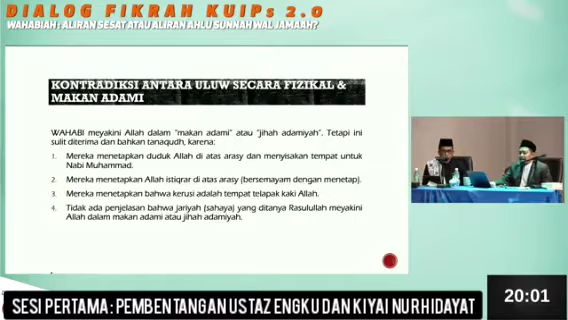 DIALOG FIKRAH KUIPs 2.0
WAHABIAH : ALIRAN SESAT ATAU ALIRAN AHLU SUNNAH WAL JAMAAH?
KONTRADIKSI ANTARA ULUW SECARA FIZIKAL &
MAKAN ADAMI
WAHABI meyakini Allah dalam "makan adami" atau "jihah adamiyah". Tetapi ini
sulit diterima dan bahkan tanaqudh, karena:
1. Mereka menetapkan duduk Allah di atas arasy dan menyisakan tempat untuk
Nabi Muhammad.
2. Mereka menetapkan Allah istiqrar di atas arasy (bersemayam dengan menetap).
3. Mereka menetapkan bahwa kerusi adalah tempat telapak kaki Allah.
4. Tidak ada penjelasan bahwa jariyah (sahaya) yang ditanya Rasulullah meyakini
Allah dalam makan adami atau jihah adamiyah.
SESI PERTAMA : PEMBENTANGAN USTAZ ENGKU DAN KIYAI NURHIDAYAT
20:01